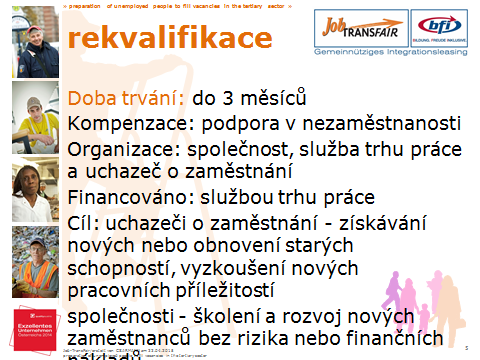 » preparation of unemployed people to fill vacancies in the tertiary sector »
rekvalifikace
Job
TRANSFAIR
bfi
BILDUNG. FREUDE INKLUSIVE.
Gemeinnütziges Integrationsleasing
Doba trvání: do 3 měsíců
Kompenzace: podpora v nezaměstnanosti
Organizace: společnost, služba trhu práce
a uchazeč o zaměstnání
Financováno: službou trhu práce
Cíl: uchazeči o zaměstnání - získávání
nových nebo obnovení starých
schopností, vyzkoušení nových
pracovních příležitostí
společnosti - školení a rozvoj nových
zaměstnanců bez rizika nebo finančních
nákladů
Exzellentes
Unternehmen
Österreichs 2014
5